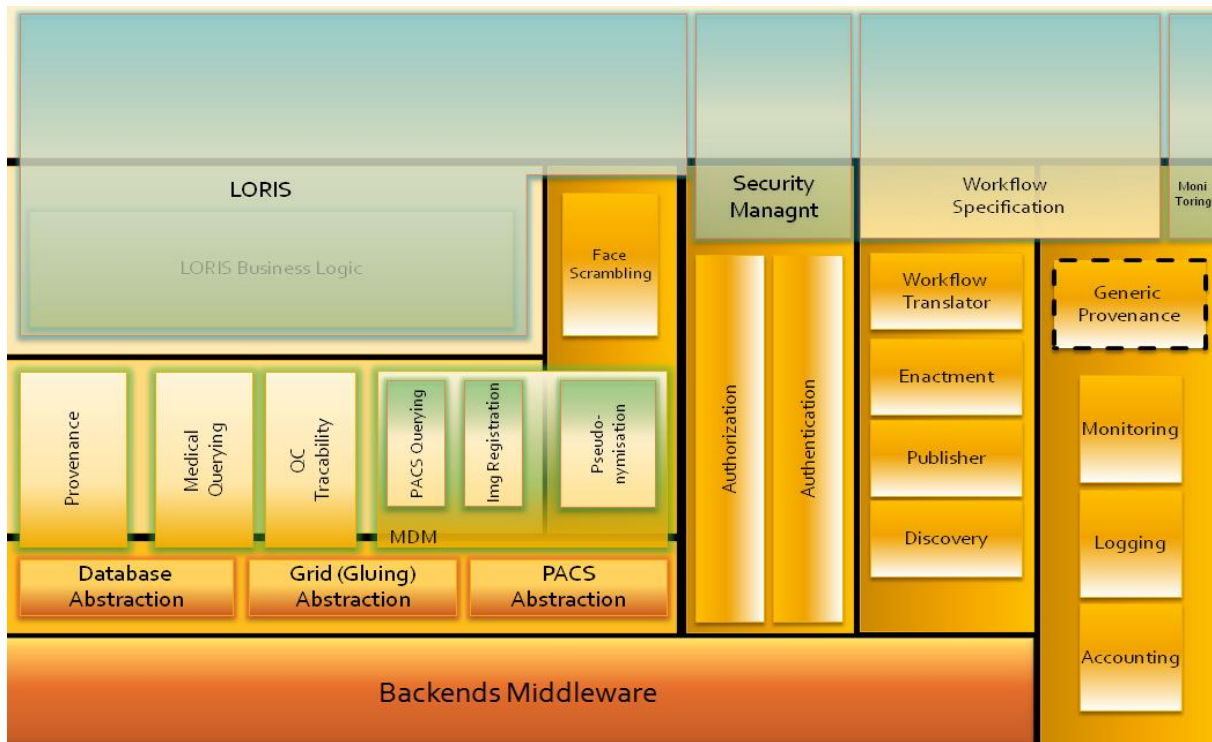 LORIS
LORIS Business Logic
Face
Scrambling
Security
Managnt
Workflow
Specification
Moni
Toring
Workflow
Translator
Enactment
Publisher
Discovery
Generic
Provenance
Monitoring
Logging
Accounting
Authorization
Authentication
Provenance
Medical
Querying
QC
Tracability
PACS Querying
Img Registration
Pseudo-
nymisation
MDM
Database
Abstraction
Grid (Gluing)
Abstraction
PACS
Abstraction
Backends Middleware